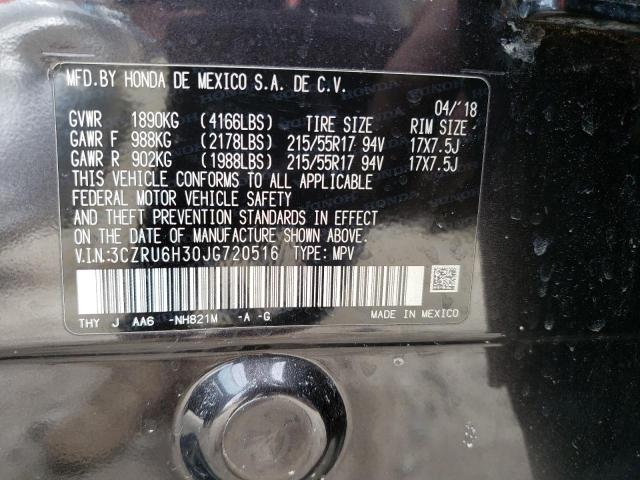 MFD.BY HONDA DE MEXICO S.A. DE C.V.
04/'18
GVWR 1890KG (4166LBS) TIRE SIZE RIM SIZE
GAWR F 988KG (2178LBS) 215/55R17 94V 17X7.5J
GAWR R 902KG (1988LBS) 215/55R17 94V 17X7.5J
THIS VEHICLE CONFORMS TO ALL APPLICABLE
FEDERAL MOTOR VEHICLE SAFETY
AND THEFT PREVENTION STANDARDS IN EFFECT
ON THE DATE OF MANUFACTURE SHOWN ABOVE.
V.I.N:3CZRU6H30JG720516 TYPE: MPV
THY J AA6 -NH821M -A -G MADE IN MEXICO